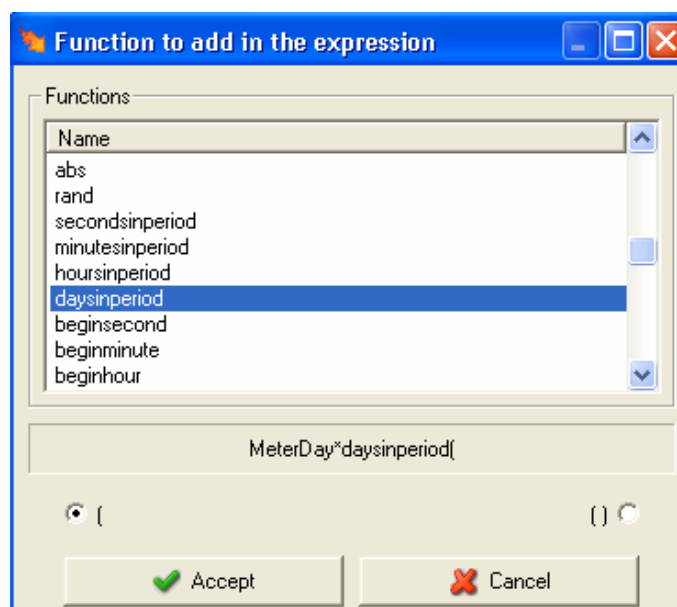 Function to add in the expression
Functions
Name
abs
rand
secondsinperiod
minutesinperiod
hoursinperiod
daysinperiod
beginsecond
beginminute
beginhour
MeterDay*daysinperiod(
( ()
Accept Cancel